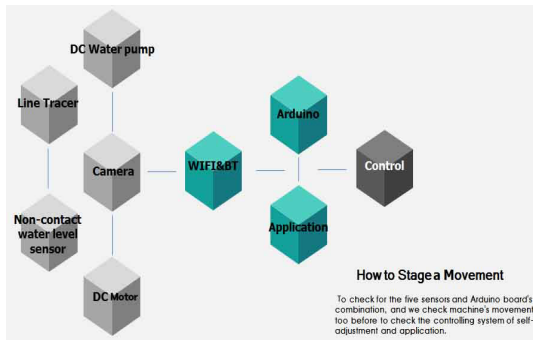 DC Water pump
Line Tracer
Arduino
Camera
WIFI&BT
Control
Non-contact
water level
sensor
Application
DC Motor
How to Stage a Movement
To check for the five sensors and Arduino board's
combination, and we check machine's movement
too before to check the controlling system of self-
adjustment and application.